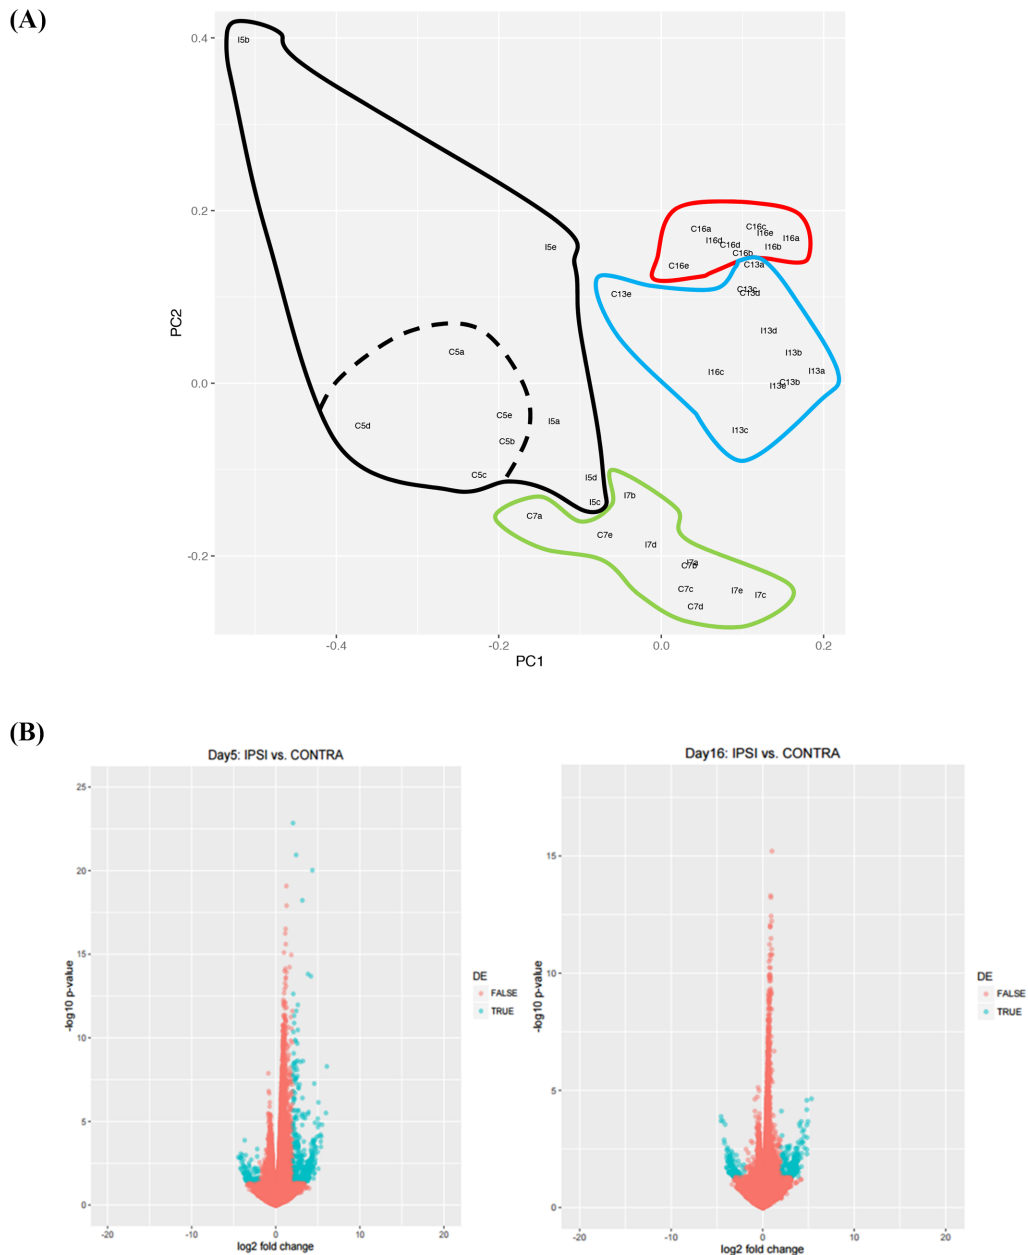 (A)
0.4
I5b
0.2
C16a
C16c
I16e
I16a
I16d
C16d
I16b
C16b
I5e
C16e
C13a
C13e
C13c
C13d
PC2
I13d
C5a
I13b
I16c
I13a
0.0
C13b
I13e
C5d
C5e
I5a
C5b
I13c
C5c
I5d
I5c
I7b
C7a
C7e
I7d
-0.2
I7a
C7b
C7c
I7e
I7c
C7d
-0.4
-0.2
0.0
0.2
PC1
(B)
Day5: IPSI vs. CONTRA
25
20
15
10
5
0
-log10 p-value
-20
-10
0
10
20
log2 fold change
DE
FALSE
TRUE
Day16: IPSI vs. CONTRA
15
10
5
0
-log10 p-value
-20
-10
0
10
20
log2 fold change
DE
FALSE
TRUE